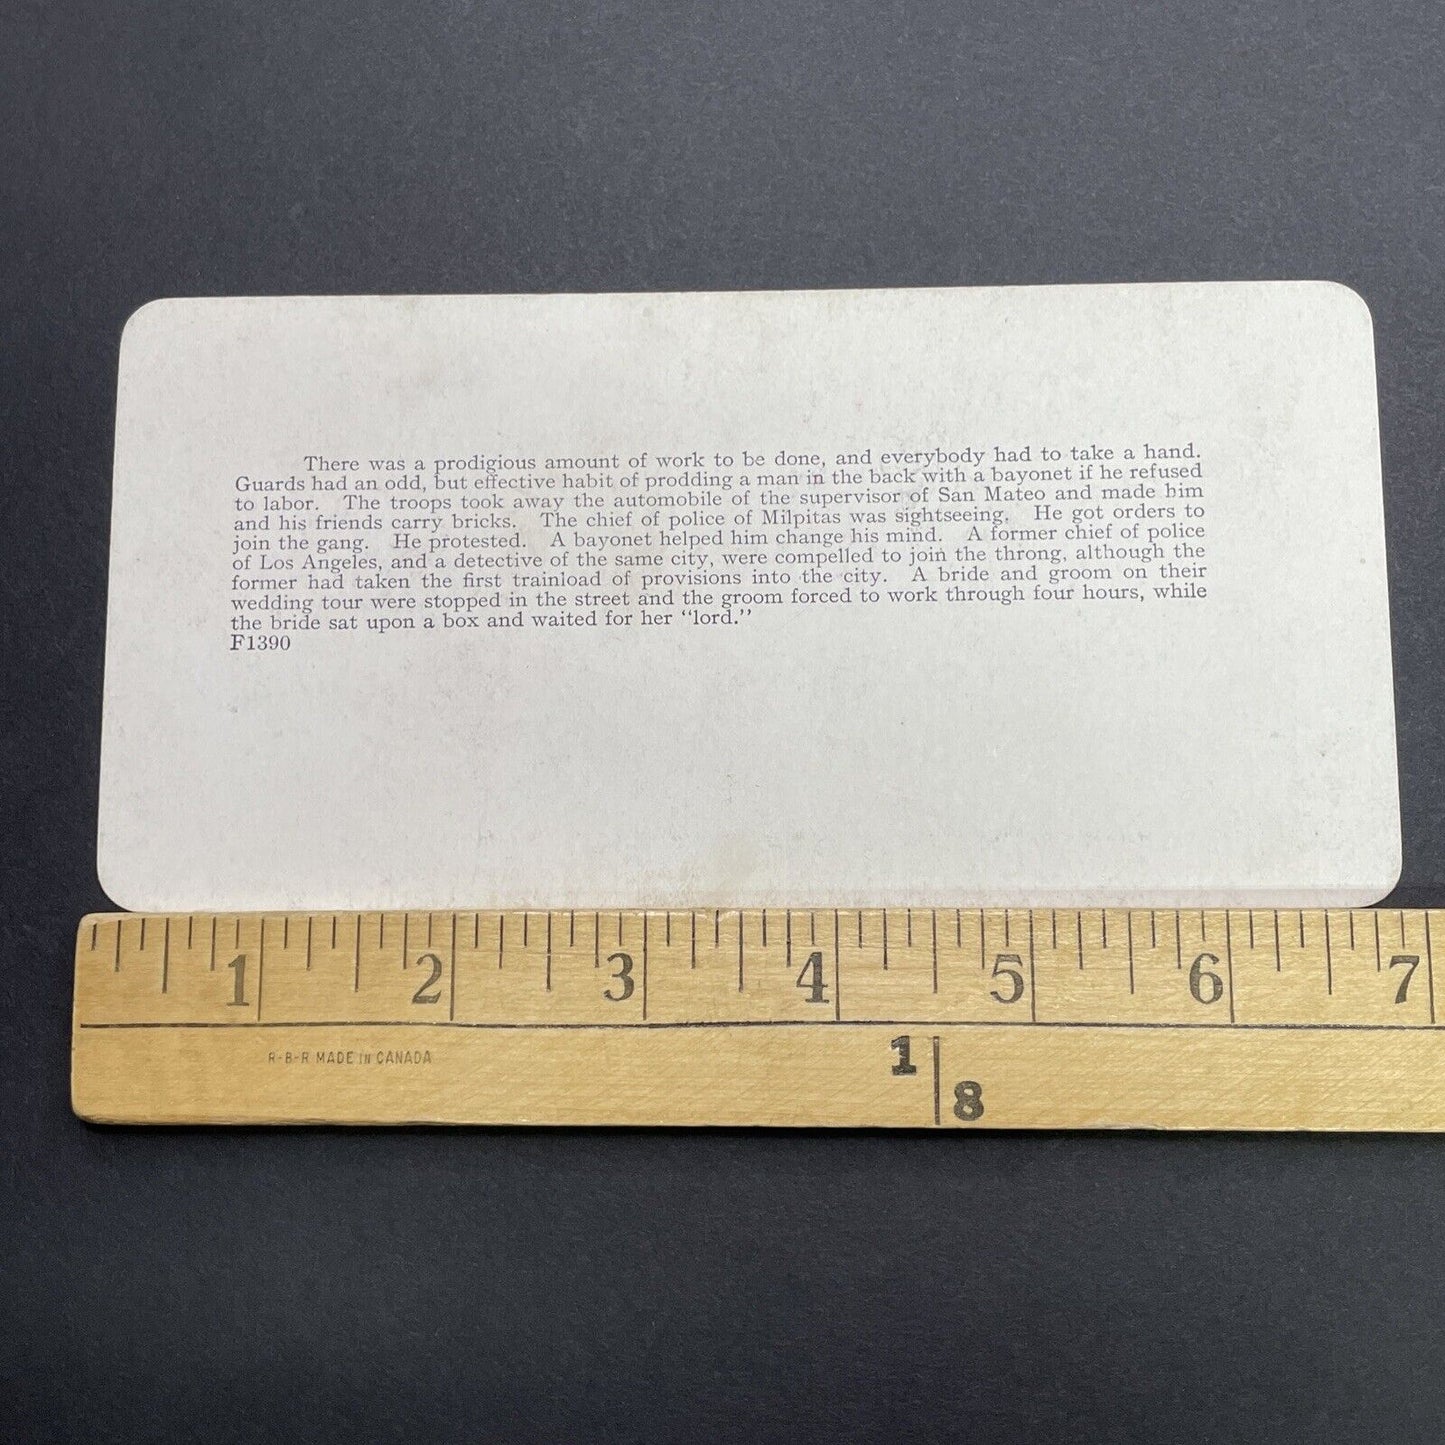 There was a prodigious amount of work to be done, and everybody had to take a hand.
Guards had an odd, but effective habit of prodding a man in the back with a bayonet if he refused
to labor. The troops took away the automobile of the supervisor of San Mateo and made him
and his friends carry bricks. The chief of police of Milpitas was sightseeing. He got orders to
join the gang. He protested. A bayonet helped him change his mind. A former chief of police
of Los Angeles, and a detective of the same city, were compelled to join the throng, although the
former had taken the first trainload of provisions into the city. A bride and groom on their
wedding tour were stopped in the street and the groom forced to work through four hours, while
the bride sat upon a box and waited for her “lord.”
F1390
1 2 3 4 5 6 7
R-B-R MADE IN CANADA
1
8